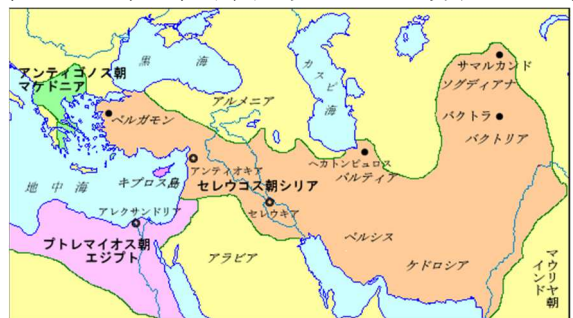 黒海
カスピ海
アンティゴノス朝
マケドニア
サマルカンド
ソグディアナ
アルメニア
ペルガモン
バクトラ
バクトリア
ヘカトンピュロス
パルティア
アンティオキア
地中海
キプロス島
セレウコス朝シリア
アレクサンドリア
セレウキア
プトレマイオス朝
エジプト
アラビア
ペルシス
ケドロシア
マウリヤ朝
インド